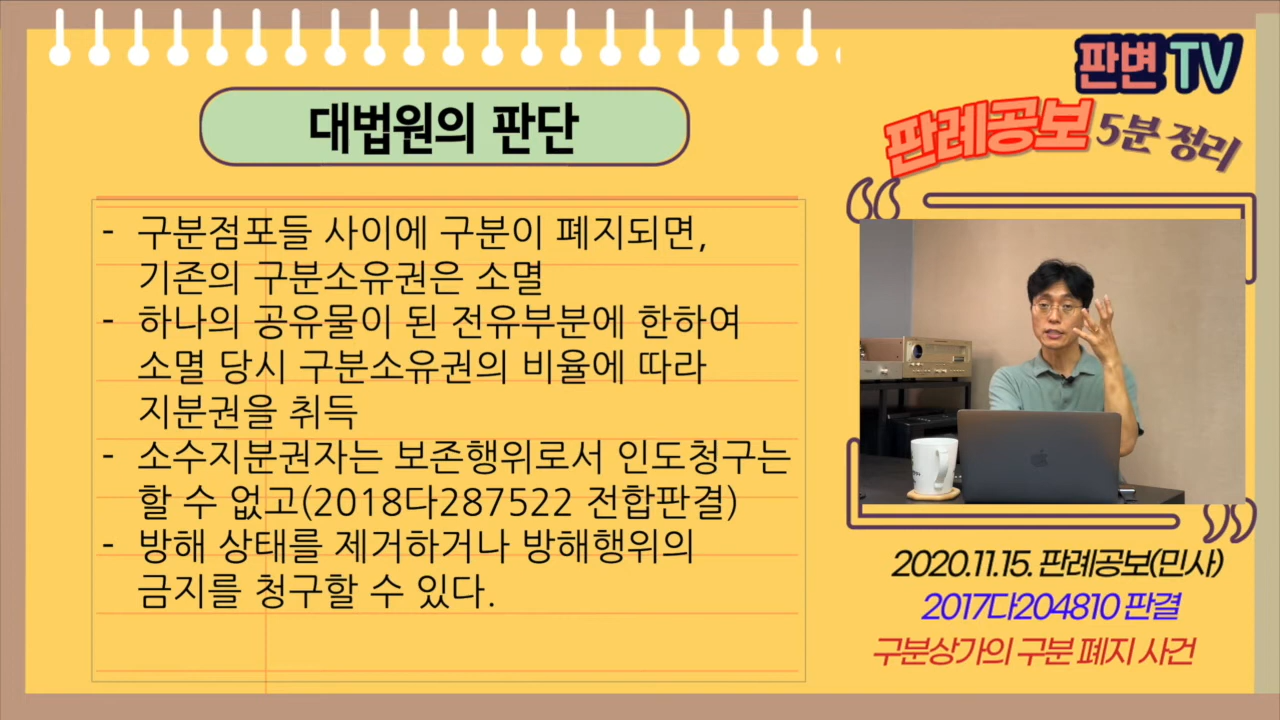 대법원의 판단
- 구분점포들 사이에 구분이 폐지되면,
기존의 구분소유권은 소멸
- 하나의 공유물이 된 전유부분에 한하여
소멸 당시 구분소유권의 비율에 따라
지분권을 취득
- 소수지분권자는 보존행위로서 인도청구는
할 수 없고(2018다287522 전합판결)
- 방해 상태를 제거하거나 방해행위의
금지를 청구할 수 있다.
판변 TV
판례공보 5분 정리
2020.11.15. 판례공보(민사)
2017다204810 판결
구분상가의 구분 폐지 사건